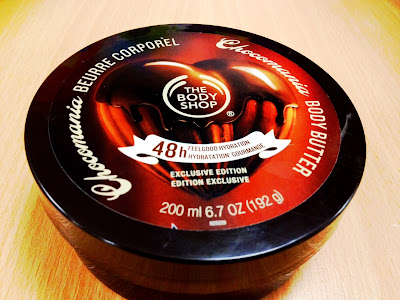 Chocomania BEURRE CORPOREL
Chocomania BODY BUTTER
THE
BODY
SHOP
®
48h FEELGOOD HYDRATION
HYDRATATION GOURMANDE
EXCLUSIVE EDITION
EDITION EXCLUSIVE
200 ml 6.7 OZ (192 g)